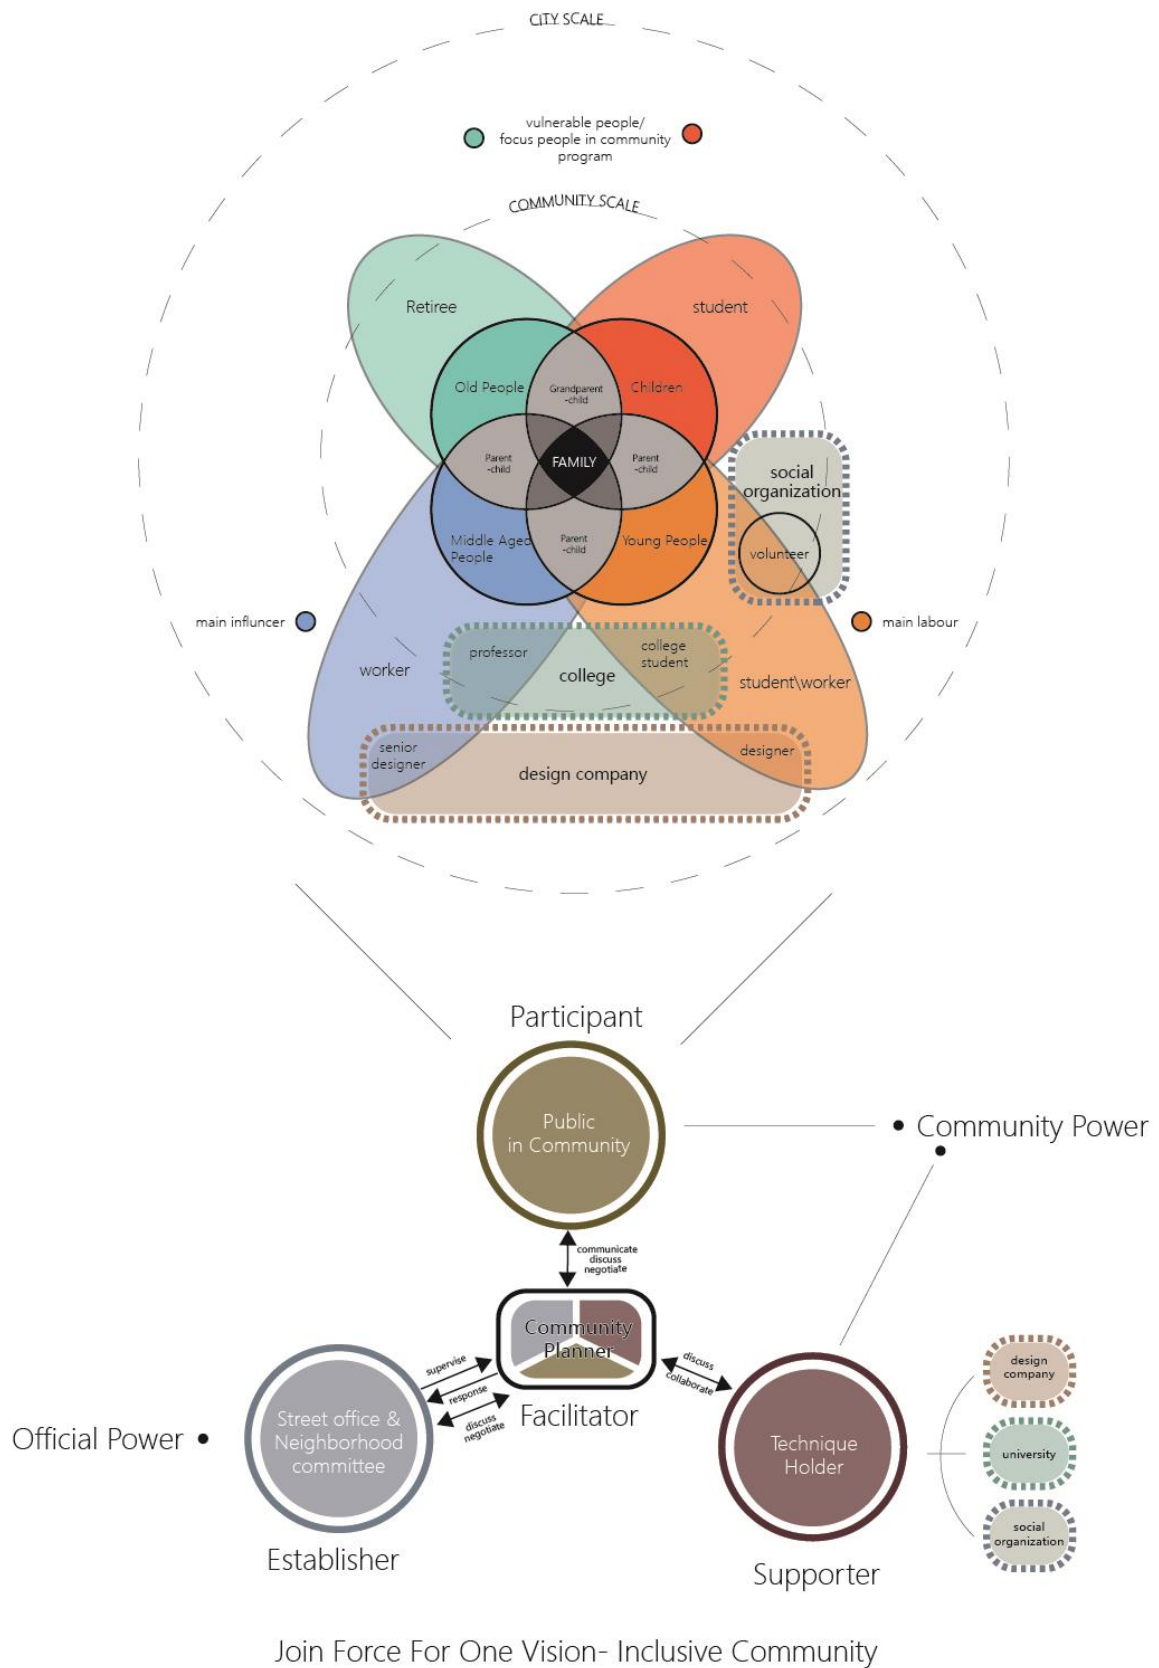 CITY SCALE
vulnerable people/
focus people in community
program
COMMUNITY SCALE
Retiree
student
Old People
Grandparent
-child
Children
Parent
-child
FAMILY
Parent
-child
social
organization
Middle Aged
People
Parent
-child
Young People
volunteer
main influncer
main labour
worker
professor
college
student
college
student\worker
senior
designer
designer
design company
Participant
Public
in Community
• Community Power
communicate
discuss
negotiate
Community
Planner
supervise
response
discuss
negotiate
discuss
collaborate
Facilitator
design
company
Official Power •
Street office &
Neighborhood
committee
Technique
Holder
university
social
organization
Establisher
Supporter
Join Force For One Vision- Inclusive Community